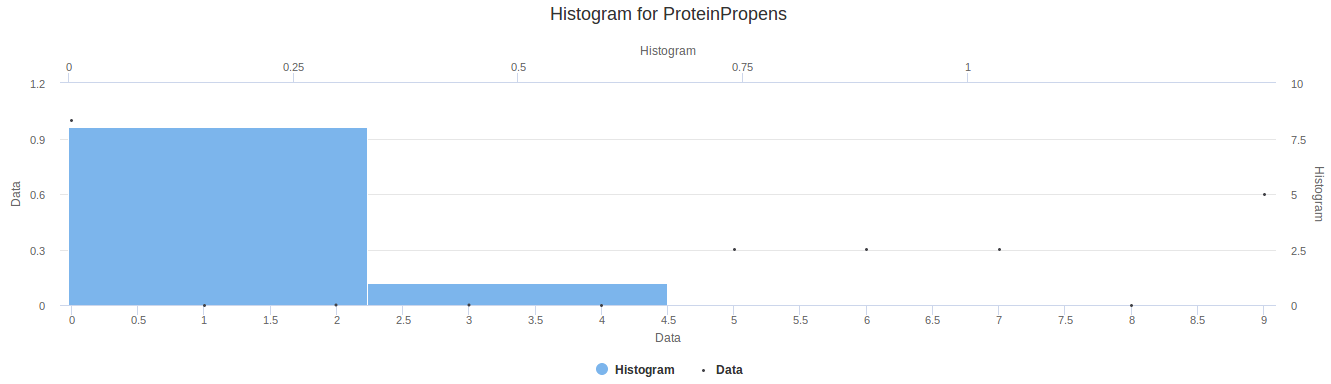 Histogram for ProteinPropens
Histogram
0 0.25 0.5 0.75 1
1.2 10
0.9 7.5
0.6 5
0.3 2.5
0 0
Data
Histogram
0 0.5 1 1.5 2 2.5 3 3.5 4 4.5 5 5.5 6 6.5 7 7.5 8 8.5 9
Data
Histogram Data